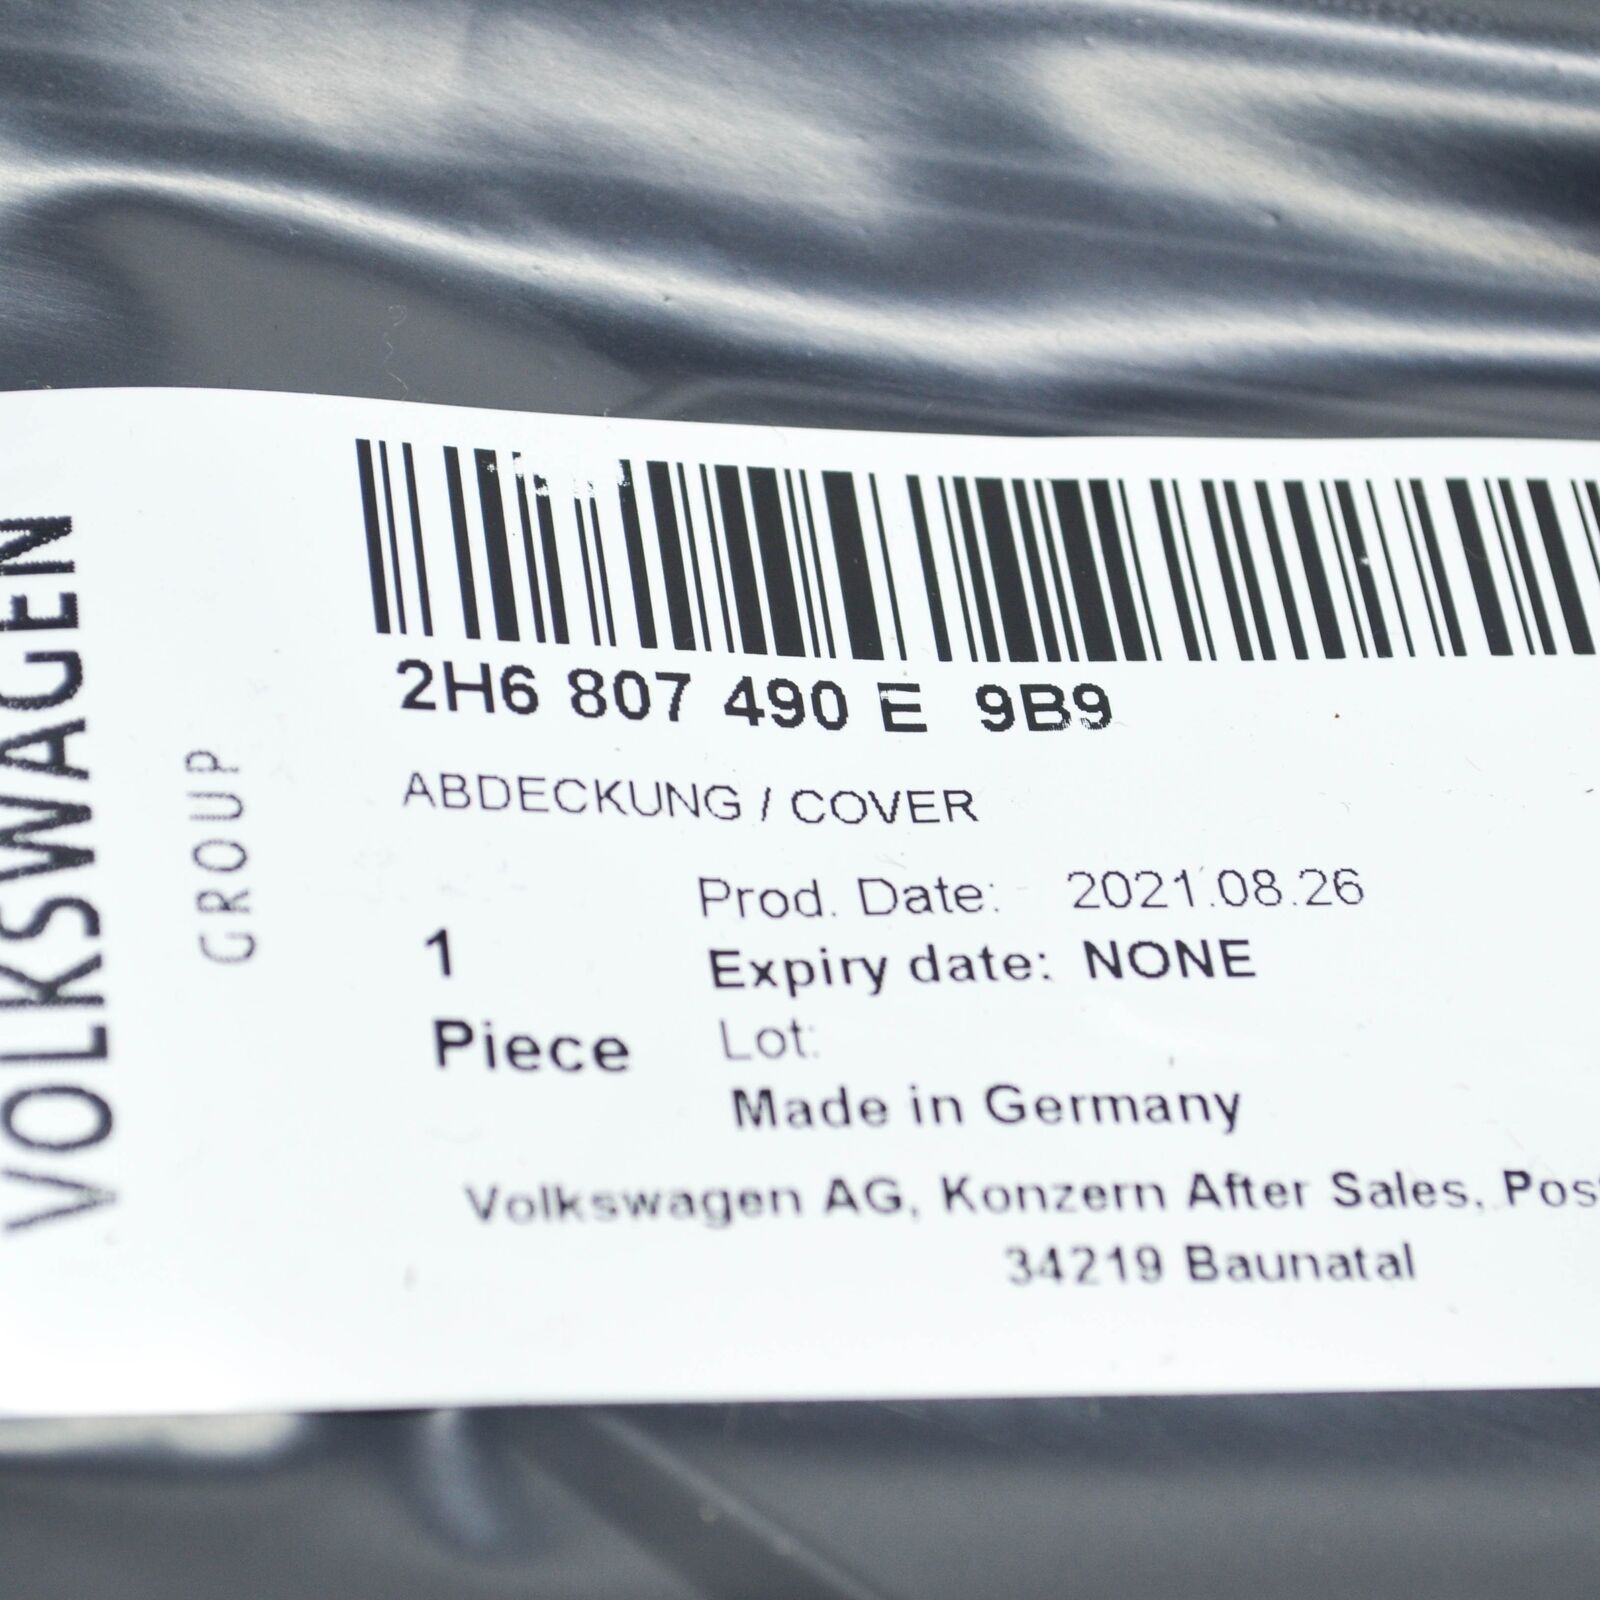 VOLKSWAGEN
GROUP
2H6 807 490 E 9B9
ABDECKUNG / COVER
Prod. Date: 2021.08.26
1
Expiry date: NONE
Piece
Lot:
Made in Germany
Volkswagen AG, Konzern After Sales, Pos
34219 Baunatal